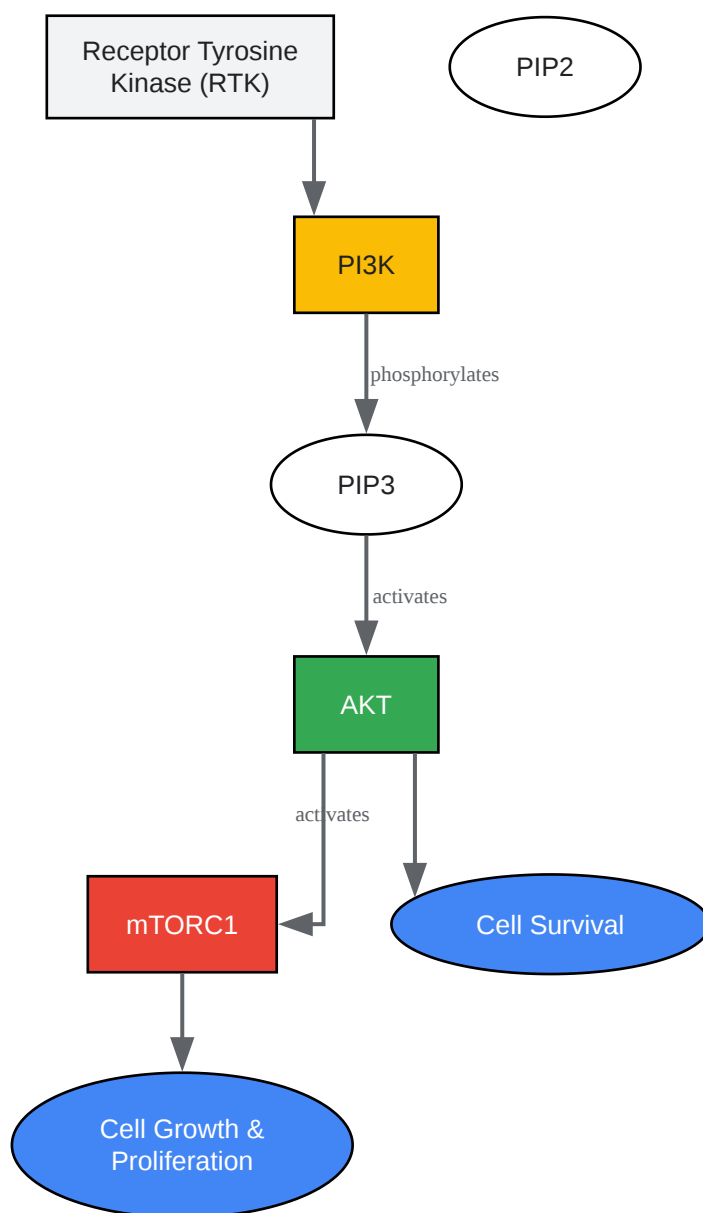 Receptor Tyrosine
Kinase (RTK)
PIP2
PI3K
phosphorylates
PIP3
activates
AKT
activates
mTORC1
Cell Survival
Cell Growth &
Proliferation